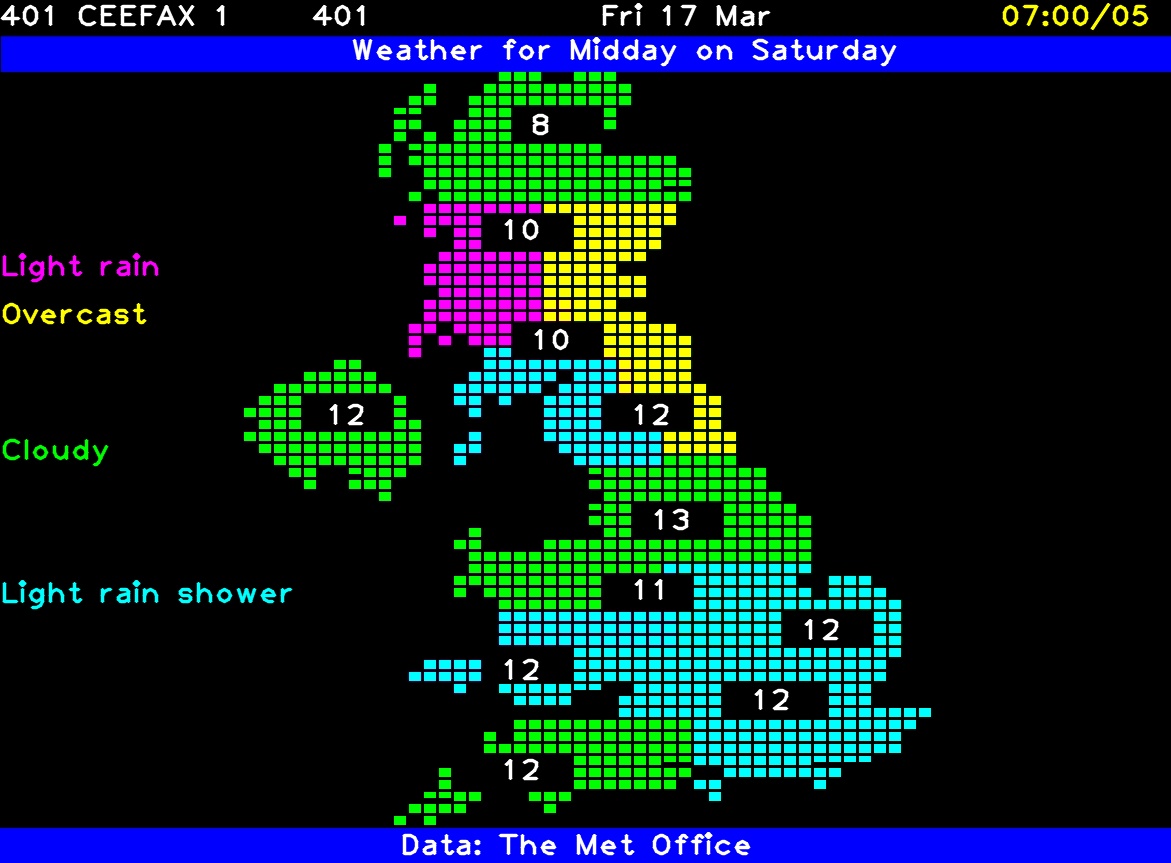 401 CEEFAX 1 401 Fri 17 Mar 07:00/05
Weather for Midday on Saturday
8
10
Light rain
Overcast
10
12
12
Cloudy
13
11
Light rain shower
12
12
12
12
Data: The Met Office